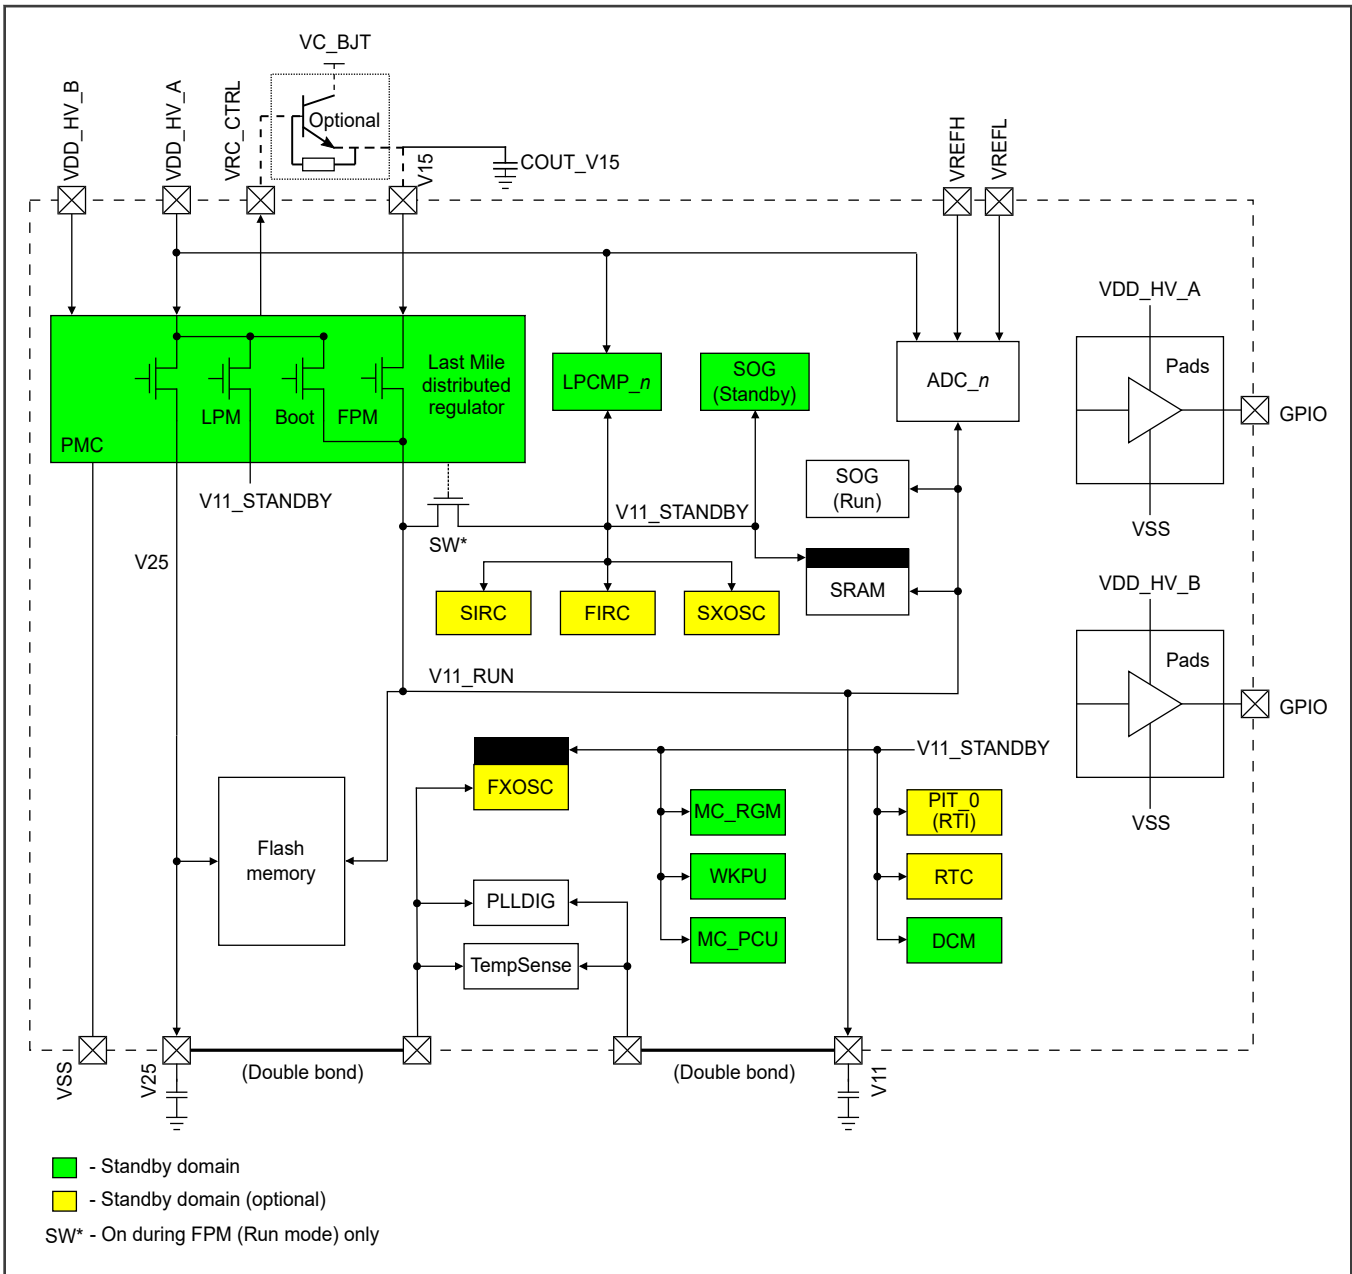 VC_BJT
VDD_HV_B
VDD_HV_A
VRC_CTRL
Optional
V15
COUT_V15
VREFH
VREFL
VDD_HV_A
Pads
GPIO
VSS
Last Mile
distributed
regulator
LPM
Boot
FPM
PMC
LPCMP_n
SOG
(Standby)
ADC_n
V11_STANDBY
SOG
(Run)
V11_STANDBY
SW*
V25
SRAM
SIRC
FIRC
SXOSC
VDD_HV_B
Pads
GPIO
VSS
V11_RUN
V11_STANDBY
FXOSC
MC_RGM
PIT_0
(RTI)
Flash
memory
WKPU
RTC
PLLDIG
MC_PCU
DCM
TempSense
VSS
V25
(Double bond)
(Double bond)
V11
- Standby domain
- Standby domain (optional)
SW* - On during FPM (Run mode) only